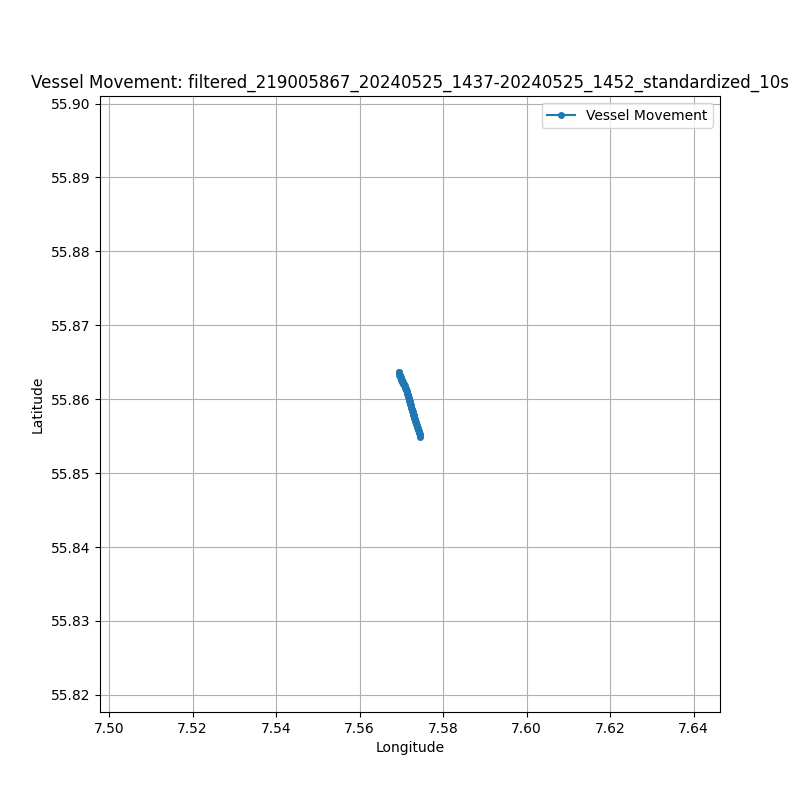 Vessel Movement: filtered_219005867_20240525_1437-20240525_1452_standardized_10s
Vessel Movement
55.90
55.89
55.88
55.87
55.86
55.85
55.84
55.83
55.82
Latitude
7.50 7.52 7.54 7.56 7.58 7.60 7.62 7.64
Longitude